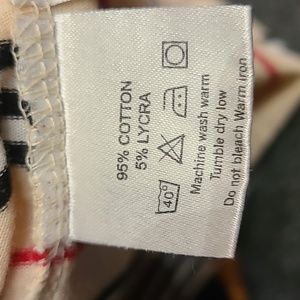 95% COTTON
5% LYCRA
40°
Machine wash warm
Tumble dry low
Do not bleach Warm iron